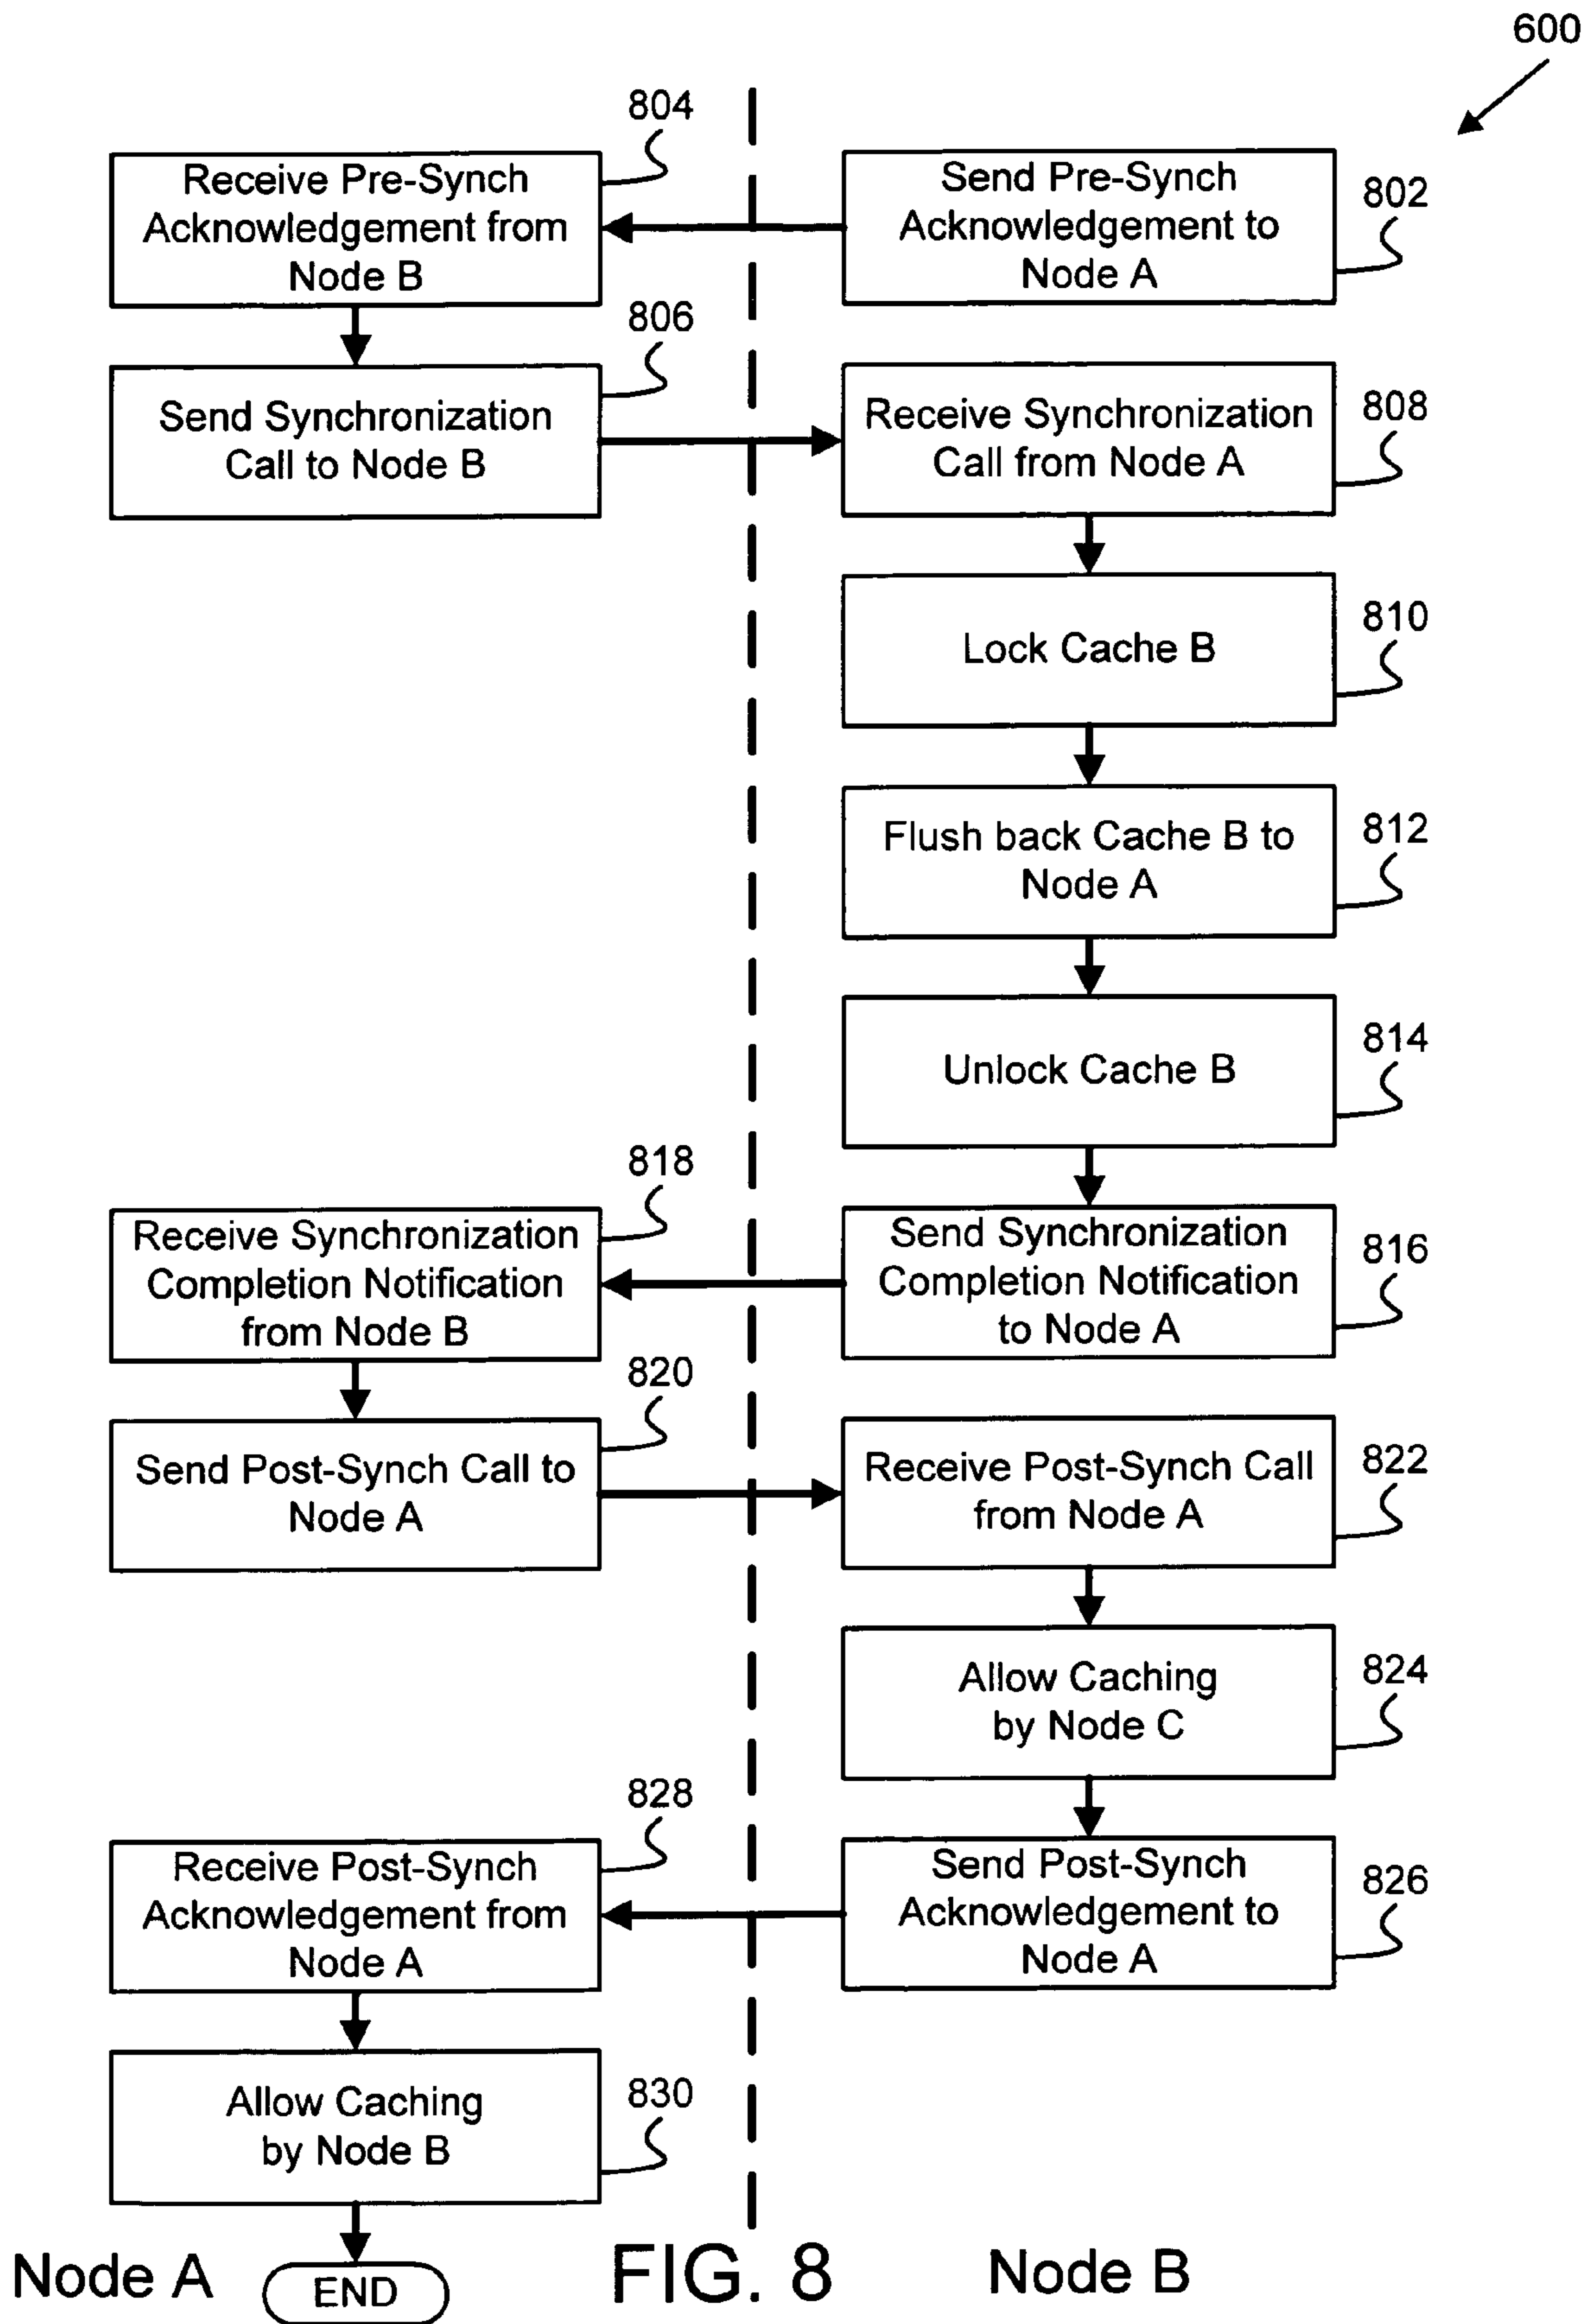 600
804
Receive Pre-Synch
Acknowledgement from
Node B
Send Pre-Synch
Acknowledgement to
Node A
802
806
Send Synchronization
Call to Node B
Receive Synchronization
Call from Node A
808
Lock Cache B
810
Flush back Cache B to
Node A
812
Unlock Cache B
814
818
Receive Synchronization
Completion Notification
from Node B
Send Synchronization
Completion Notification
to Node A
816
820
Send Post-Synch Call to
Node A
Receive Post-Synch Call
from Node A
822
Allow Caching
by Node C
824
828
Receive Post-Synch
Acknowledgement from
Node A
Send Post-Synch
Acknowledgement to
Node A
826
Allow Caching
by Node B
830
Node A
END
FIG. 8
Node B